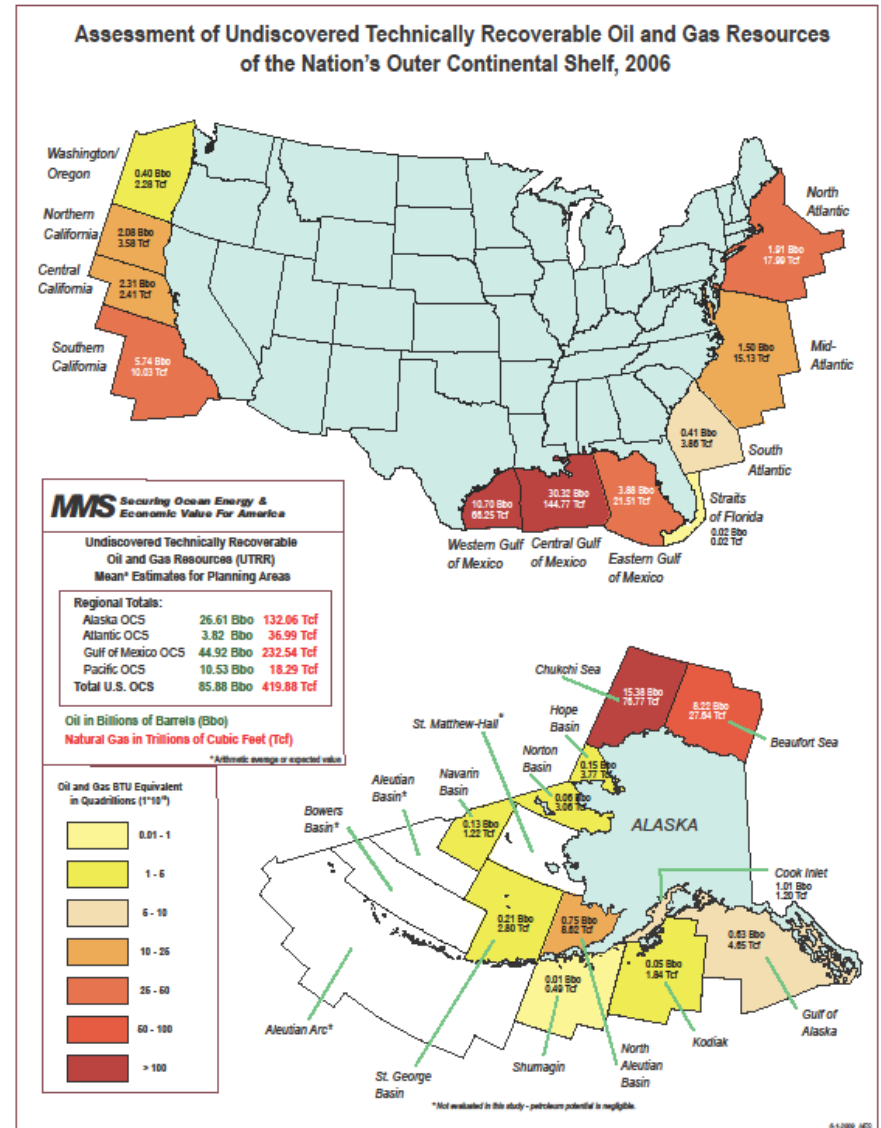 Assessment of Undiscovered Technically Recoverable Oil and Gas Resources
of the Nation's Outer Continental Shelf, 2006
Washington/
Oregon
0.40 Bbo
2.28 Tcf
Northern
California
2.08 Bbo
3.58 Tcf
Central
California
2.31 Bbo
2.41 Tcf
Southern
California
5.74 Bbo
10.03 Tcf
North
Atlantic
1.91 Bbo
17.99 Tcf
Mid-
Atlantic
1.50 Bbo
15.13 Tcf
South
Atlantic
0.41 Bbo
3.86 Tcf
Straits
of Florida
0.02 Bbo
0.02 Tcf
10.70 Bbo
66.25 Tcf
Western Gulf
of Mexico
30.32 Bbo
144.77 Tcf
Central Gulf
of Mexico
3.88 Bbo
21.51 Tcf
Eastern Gulf
of Mexico
MMS Securing Ocean Energy &
Economic Value For America
Undiscovered Technically Recoverable
Oil and Gas Resources (UTRR)
Mean* Estimates for Planning Areas
Regional Totals:
Alaska OCS 26.61 Bbo 132.06 Tcf
Atlantic OCS 3.82 Bbo 36.99 Tcf
Gulf of Mexico OCS 44.92 Bbo 232.54 Tcf
Pacific OCS 10.53 Bbo 18.29 Tcf
Total U.S. OCS 85.88 Bbo 419.88 Tcf
Oil in Billions of Barrels (Bbo)
Natural Gas in Trillions of Cubic Feet (Tcf)
*Arithmetic average or expected value
Oil and Gas BTU Equivalent
in Quadrillions (1*10¹⁵)
0.01 - 1
1 - 5
5 - 10
10 - 25
25 - 50
50 - 100
> 100
Chukchi Sea
15.38 Bbo
76.77 Tcf
8.22 Bbo
27.64 Tcf
Beaufort Sea
Hope
Basin
0.15 Bbo
3.77 Tcf
St. Matthew-Hall*
Norton
Basin
0.06 Bbo
3.06 Tcf
Navarin
Basin
0.13 Bbo
1.22 Tcf
Aleutian
Basin*
Bowers
Basin*
ALASKA
Cook Inlet
1.01 Bbo
1.20 Tcf
0.21 Bbo
2.80 Tcf
0.75 Bbo
8.62 Tcf
0.63 Bbo
4.65 Tcf
0.05 Bbo
1.84 Tcf
0.01 Bbo
0.49 Tcf
Aleutian Arc*
St. George
Basin
Shumagin
North
Aleutian
Basin
Kodiak
Gulf of
Alaska
*Not evaluated in this study - petroleum potential is negligible.